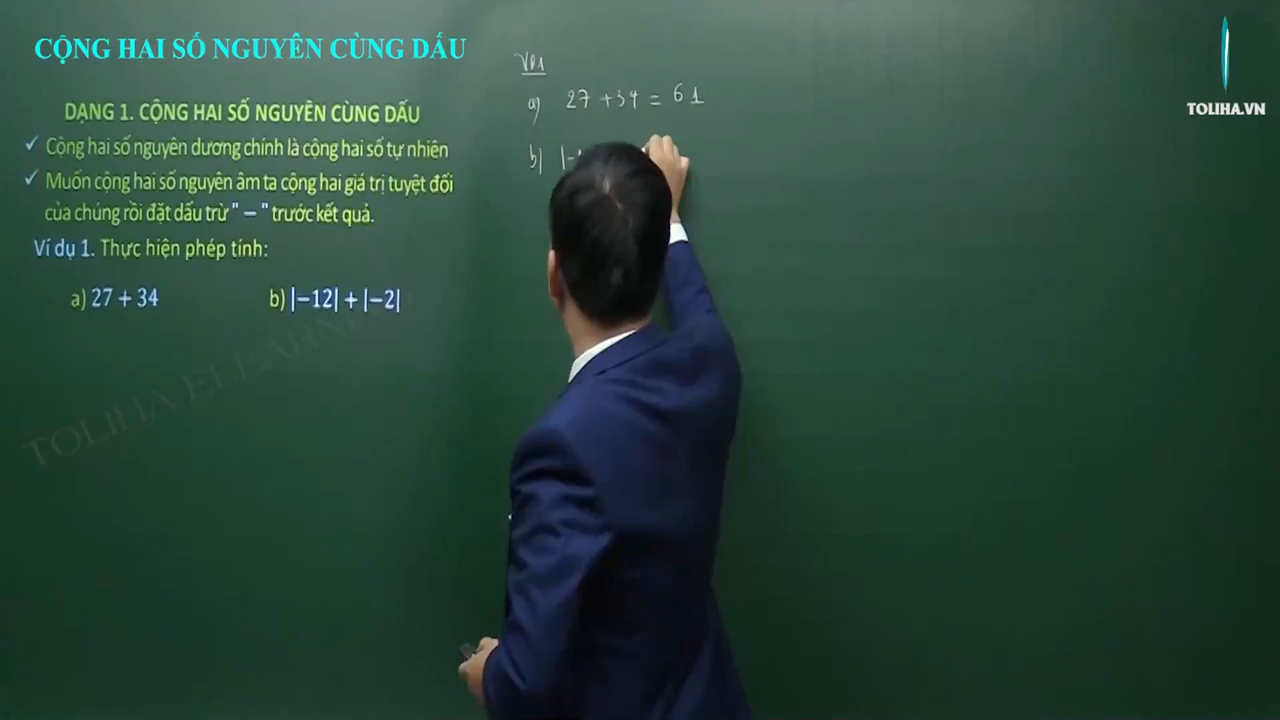 CỘNG HAI SỐ NGUYÊN CÙNG DẤU
TOLIHA.VN
DẠNG 1. CỘNG HAI SỐ NGUYÊN CÙNG DẤU
✓ Cộng hai số nguyên dương chính là cộng hai số tự nhiên
✓ Muốn cộng hai số nguyên âm ta cộng hai giá trị tuyệt đối
của chúng rồi đặt dấu trừ " − " trước kết quả.
Ví dụ 1. Thực hiện phép tính:
a) 27 + 34 b) |−12| + |−2|
TOLIHA ELEARN
VD1
a) 27 + 34 = 61
b) |-